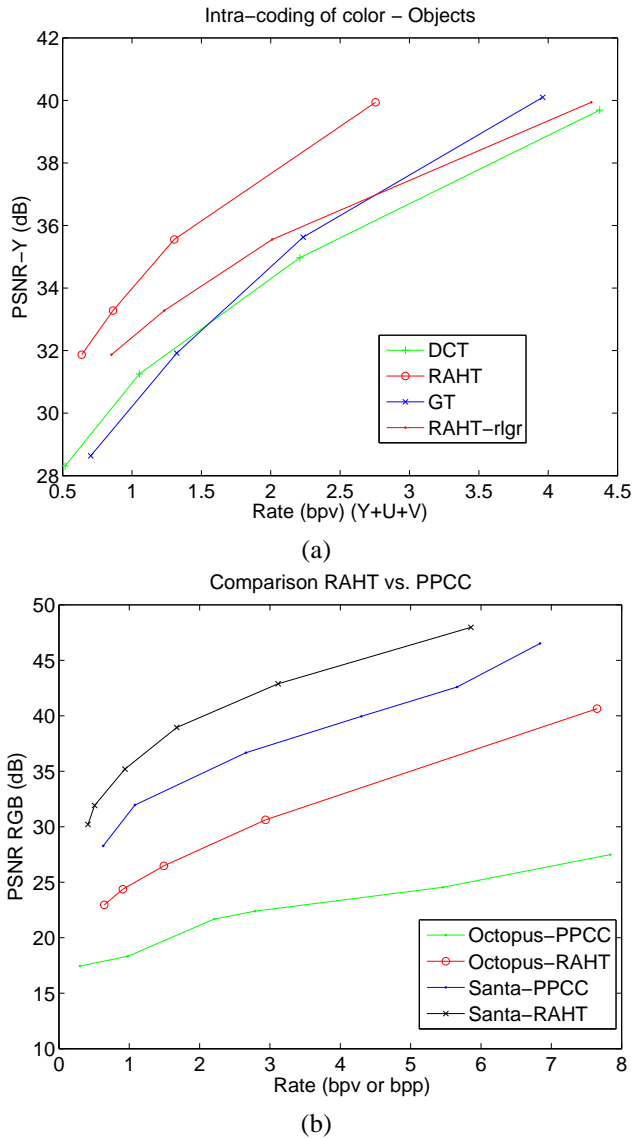 Intra−coding of color − Objects
42
40
38
36
34
32
30
28
PSNR−Y (dB)
0.5 1 1.5 2 2.5 3 3.5 4 4.5
Rate (bpv) (Y+U+V)
DCT
RAHT
GT
RAHT−rlgr
(a)
Comparison RAHT vs. PPCC
50
45
40
35
30
25
20
15
10
PSNR RGB (dB)
0 1 2 3 4 5 6 7 8
Rate (bpv or bpp)
Octopus−PPCC
Octopus−RAHT
Santa−PPCC
Santa−RAHT
(b)